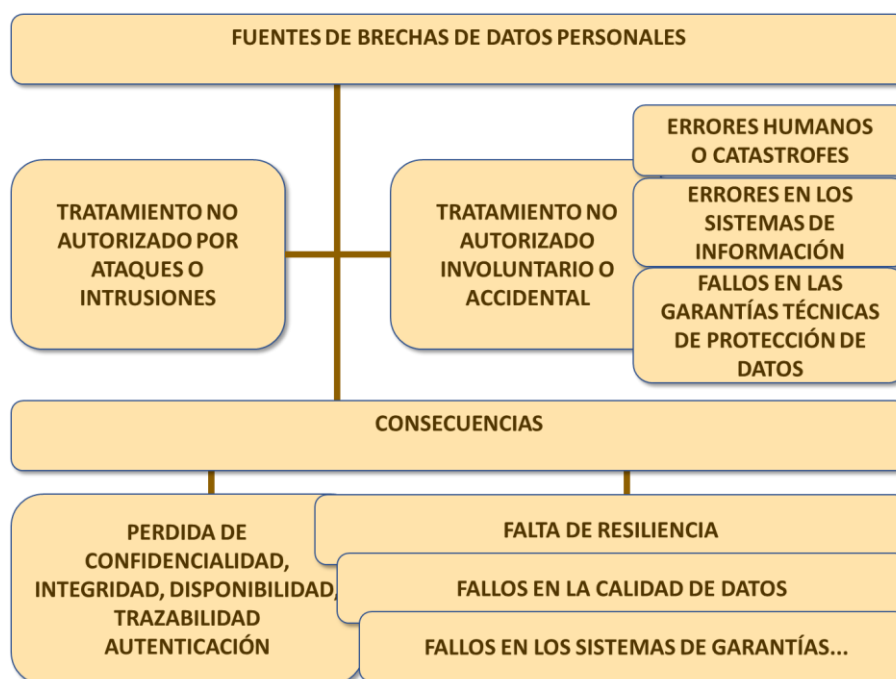 FUENTES DE BRECHAS DE DATOS PERSONALES
TRATAMIENTO NO
AUTORIZADO POR
ATAQUES O
INTRUSIONES
TRATAMIENTO NO
AUTORIZADO
INVOLUNTARIO O
ACCIDENTAL
ERRORES HUMANOS
O CATASTROFES
ERRORES EN LOS
SISTEMAS DE
INFORMACIÓN
FALLOS EN LAS
GARANTÍAS TÉCNICAS
DE PROTECCIÓN DE
DATOS
CONSECUENCIAS
PERDIDA DE
CONFIDENCIALIDAD,
INTEGRIDAD, DISPONIBILIDAD,
TRAZABILIDAD
AUTENTICACIÓN
FALTA DE RESILIENCIA
FALLOS EN LA CALIDAD DE DATOS
FALLOS EN LOS SISTEMAS DE GARANTÍAS...